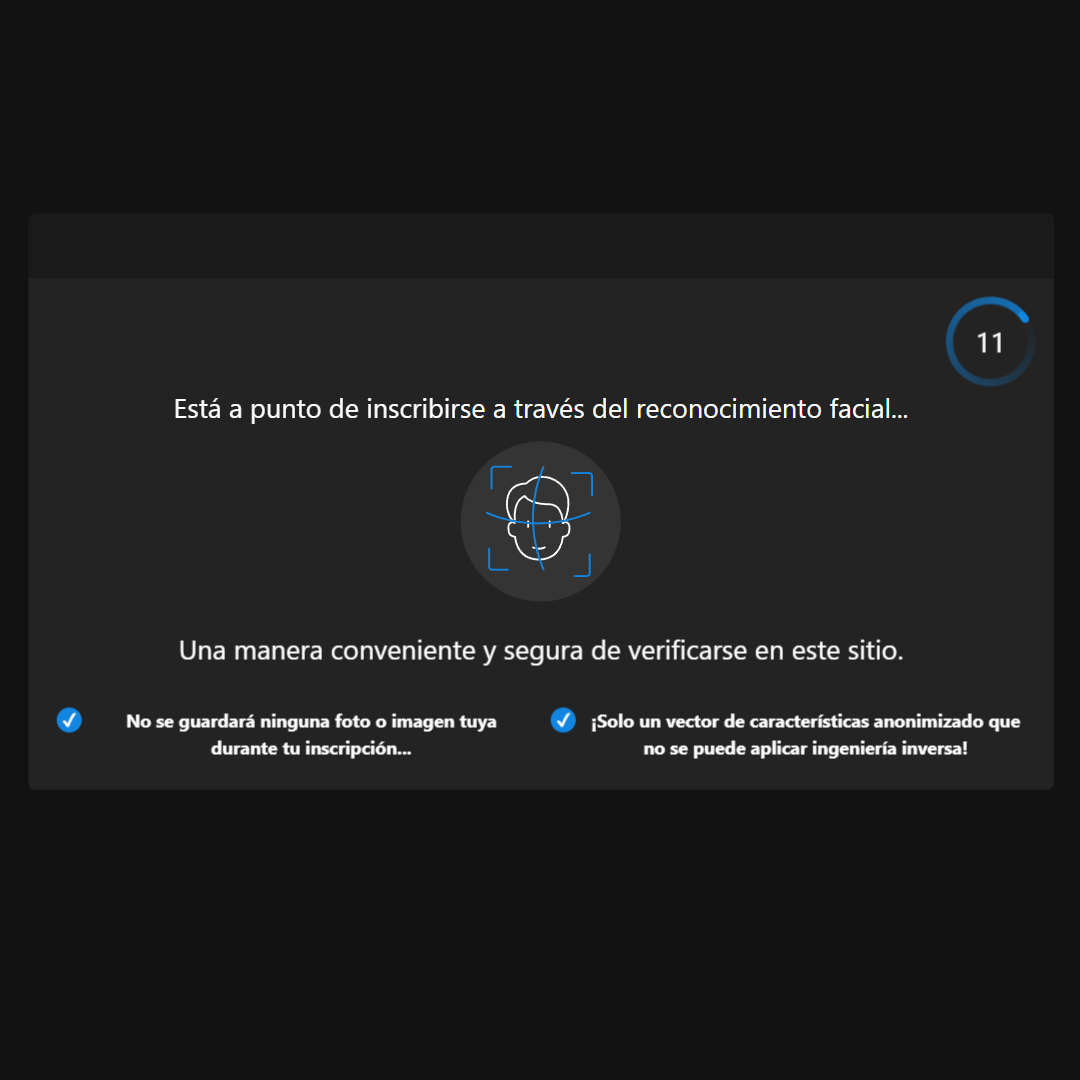 11
Está a punto de inscribirse a través del reconocimiento facial...
Una manera conveniente y segura de verificarse en este sitio.
No se guardará ninguna foto o imagen tuya
durante tu inscripción...
¡Solo un vector de características anonimizado que
no se puede aplicar ingeniería inversa!